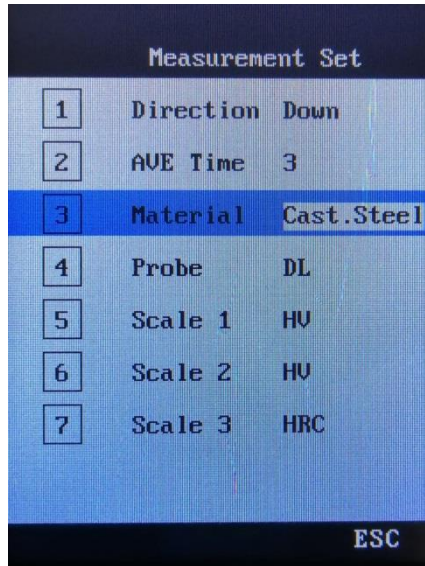 Measurement Set
1 Direction Down
2 AVE Time 3
3 Material Cast.Steel
4 Probe DL
5 Scale 1 HV
6 Scale 2 HV
7 Scale 3 HRC
ESC